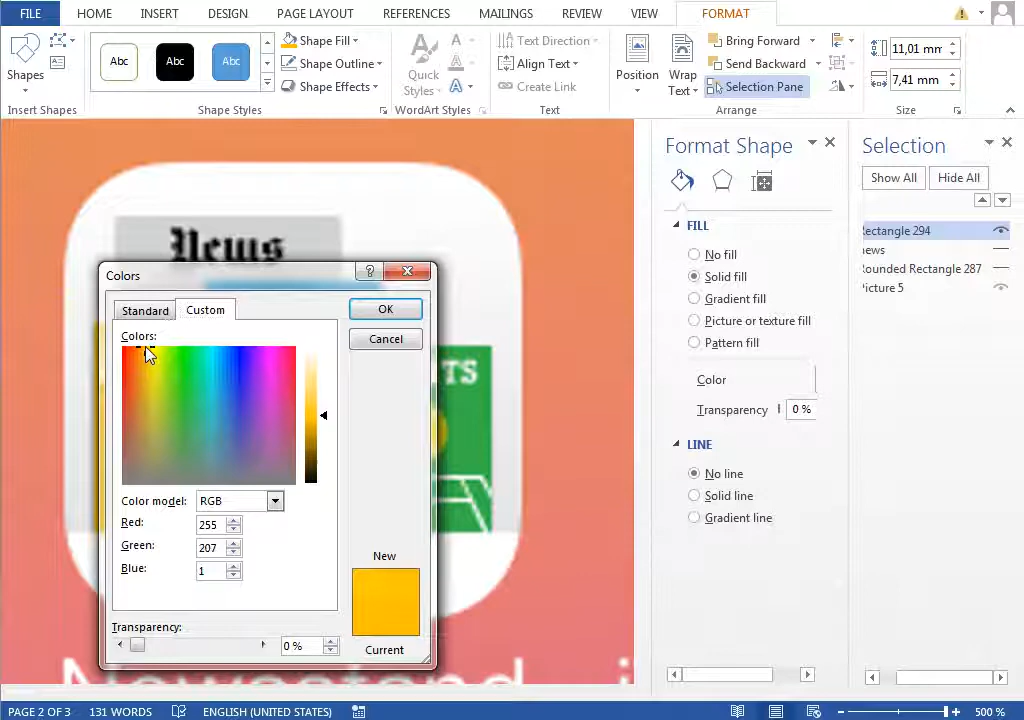 FILE HOME INSERT DESIGN PAGE LAYOUT REFERENCES MAILINGS REVIEW VIEW FORMAT
Shapes
Abc Abc Abc
Shape Fill
Shape Outline
Shape Effects
Quick Styles
A
A
A
Text Direction
Align Text
Create Link
Position
Wrap Text
Bring Forward
Send Backward
Selection Pane
11,01 mm
7,41 mm
Insert Shapes Shape Styles WordArt Styles Text Arrange Size
News
TS
Colors
?
Standard Custom
OK
Cancel
Colors:
Color model: RGB
Red: 255
Green: 207
Blue: 1
New
Current
Transparency:
0 %
Format Shape
FILL
No fill
Solid fill
Gradient fill
Picture or texture fill
Pattern fill
Color
Transparency 0 %
LINE
No line
Solid line
Gradient line
Selection
Show All Hide All
Rectangle 294
news
Rounded Rectangle 287
Picture 5
PAGE 2 OF 3 131 WORDS ENGLISH (UNITED STATES) 500 %